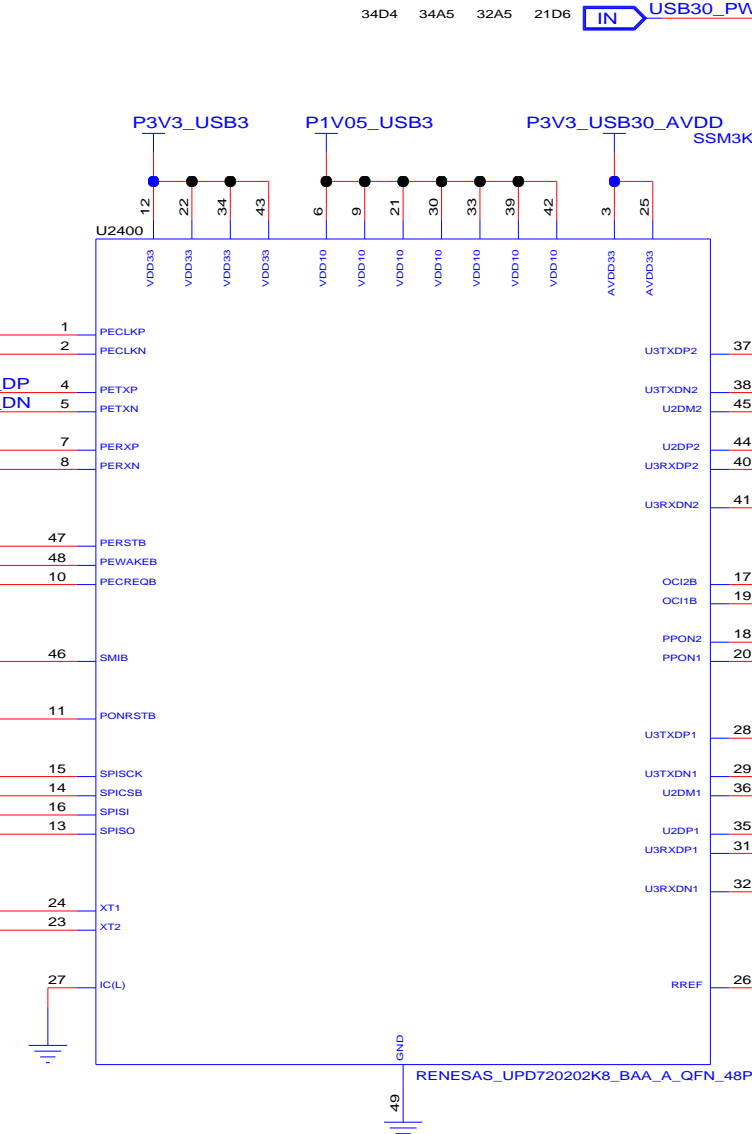 34D4 34A5 32A5 21D6 IN USB30_PW
P3V3_USB3 P1V05_USB3 P3V3_USB30_AVDD
SSM3K
12 22 34 43 6 9 21 30 33 39 42 3 25
U2400
VDD33 VDD33 VDD33 VDD33 VDD10 VDD10 VDD10 VDD10 VDD10 VDD10 VDD10 AVDD33 AVDD33
1 PECLKP
2 PECLKN U3TXDP2 37
_DP 4 PETXP U3TXDN2 38
_DN 5 PETXN U2DM2 45
7 PERXP U2DP2 44
8 PERXN U3RXDP2 40
U3RXDN2 41
47 PERSTB
48 PEWAKEB
10 PECREQB OCI2B 17
OCI1B 19
PPON2 18
46 SMIB PPON1 20
11 PONRSTB
U3TXDP1 28
15 SPISCK U3TXDN1 29
14 SPICSB U2DM1 36
16 SPISI
13 SPISO U2DP1 35
U3RXDP1 31
U3RXDN1 32
24 XT1
23 XT2
27 IC(L) RREF 26
GND
RENESAS_UPD720202K8_BAA_A_QFN_48P
49